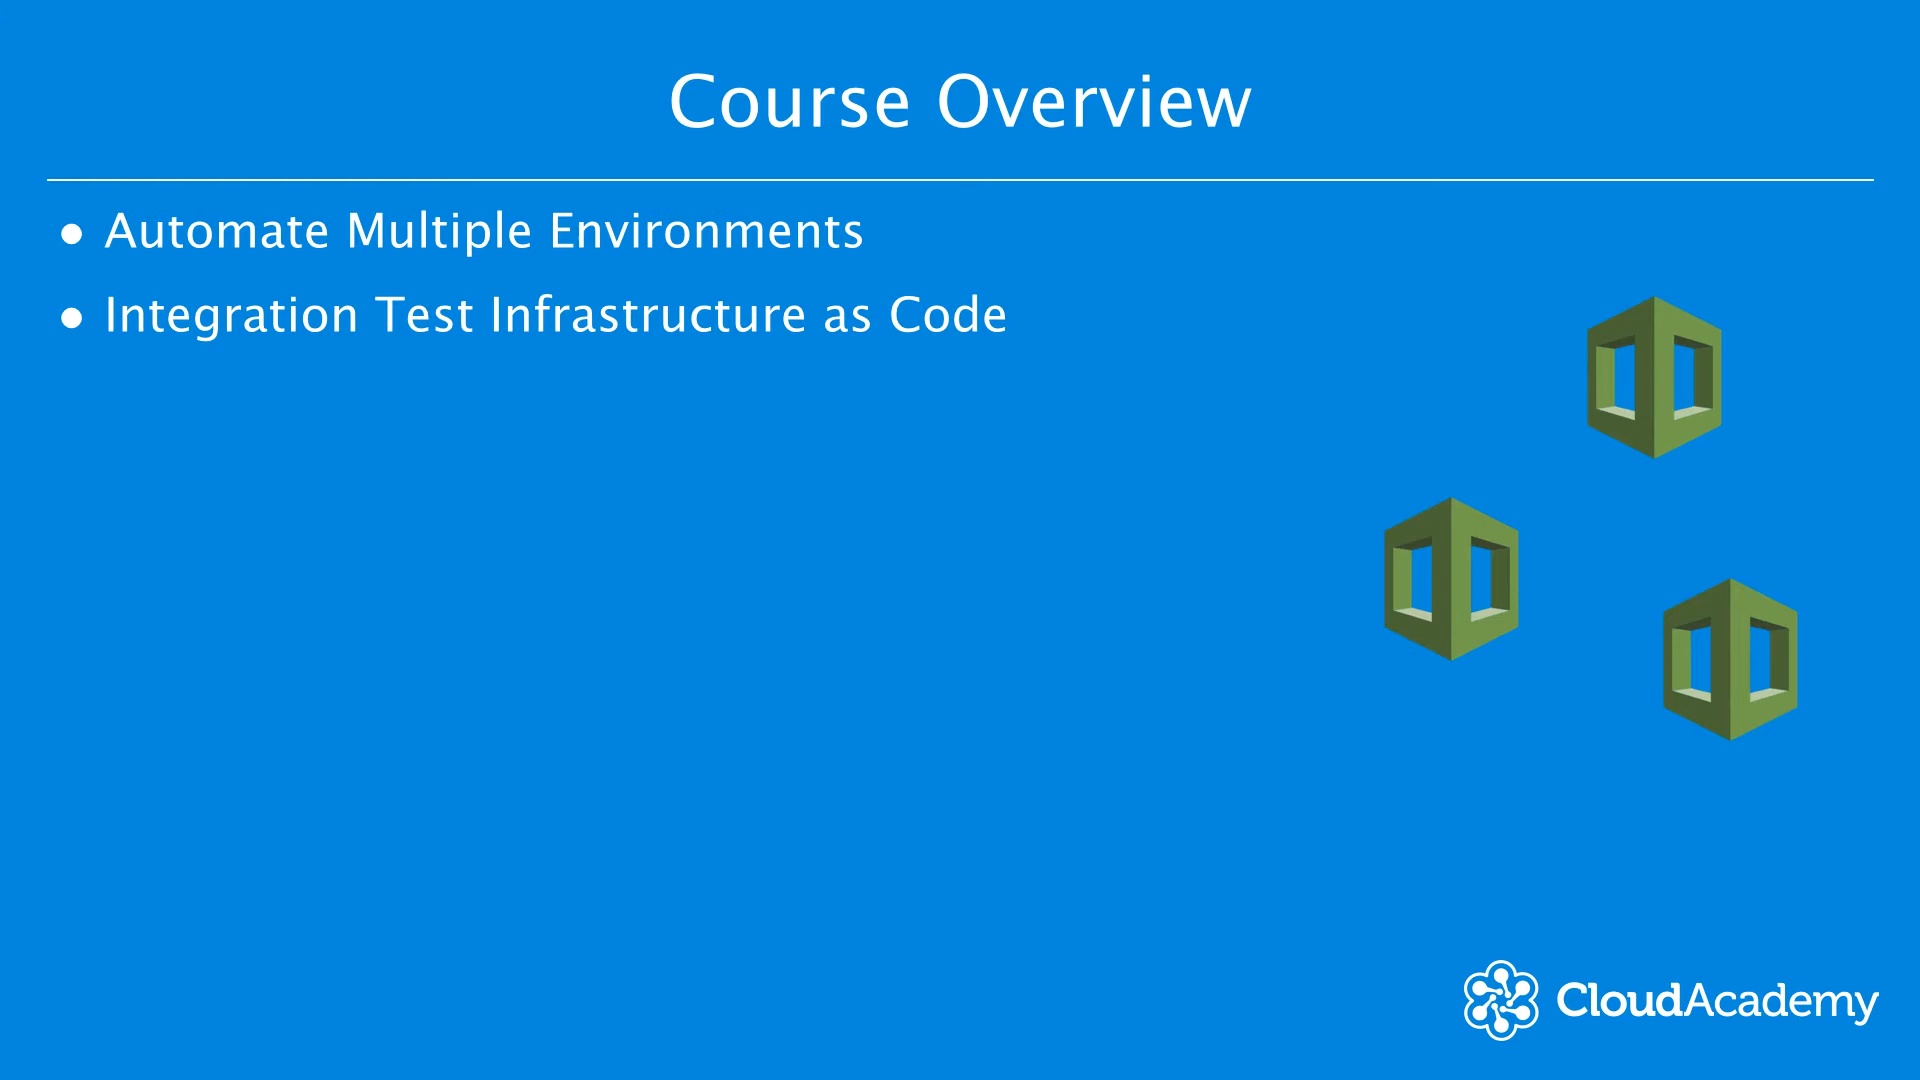 Course Overview
● Automate Multiple Environments
● Integration Test Infrastructure as Code
CloudAcademy